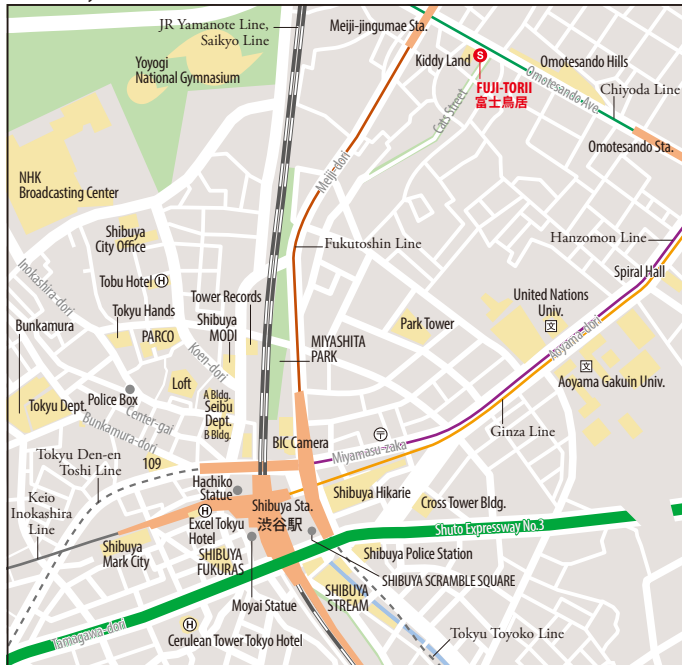 JR Yamanote Line,
Saikyo Line
Meiji-jingumae Sta.
Yoyogi
National Gymnasium
Kiddy Land
S
FUJI-TORII
富士鳥居
Omotesando Hills
Omotesando Ave.
Chiyoda Line
Cats Street
Omotesando Sta.
Meiji-dori
NHK
Broadcasting Center
Shibuya
City Office
Fukutoshin Line
Hanzomon Line
Inokashira-dori
Tobu Hotel
H
Spiral Hall
Tower Records
United Nations
Univ.
文
Tokyu Hands
Shibuya
MODI
Park Tower
Aoyama-dori
Bunkamura
PARCO
Koen-dori
MIYASHITA
PARK
文
Aoyama Gakuin Univ.
Loft
A Bldg.
Seibu
Dept.
B Bldg.
Police Box
Tokyu Dept.
Center-gai
Bunkamura-dori
BIC Camera
〒
Miyamasu-zaka
Ginza Line
Tokyu Den-en
Toshi Line
109
Hachiko
Statue
Shibuya Hikarie
Keio
Inokashira
Line
H
Excel Tokyu
Hotel
Shibuya Sta.
渋谷駅
Cross Tower Bldg.
Shuto Expressway No.3
Shibuya
Mark City
SHIBUYA
FUKURAS
Shibuya Police Station
SHIBUYA SCRAMBLE SQUARE
Moyai Statue
SHIBUYA
STREAM
Tamagawa-dori
H
Cerulean Tower Tokyo Hotel
Tokyu Toyoko Line